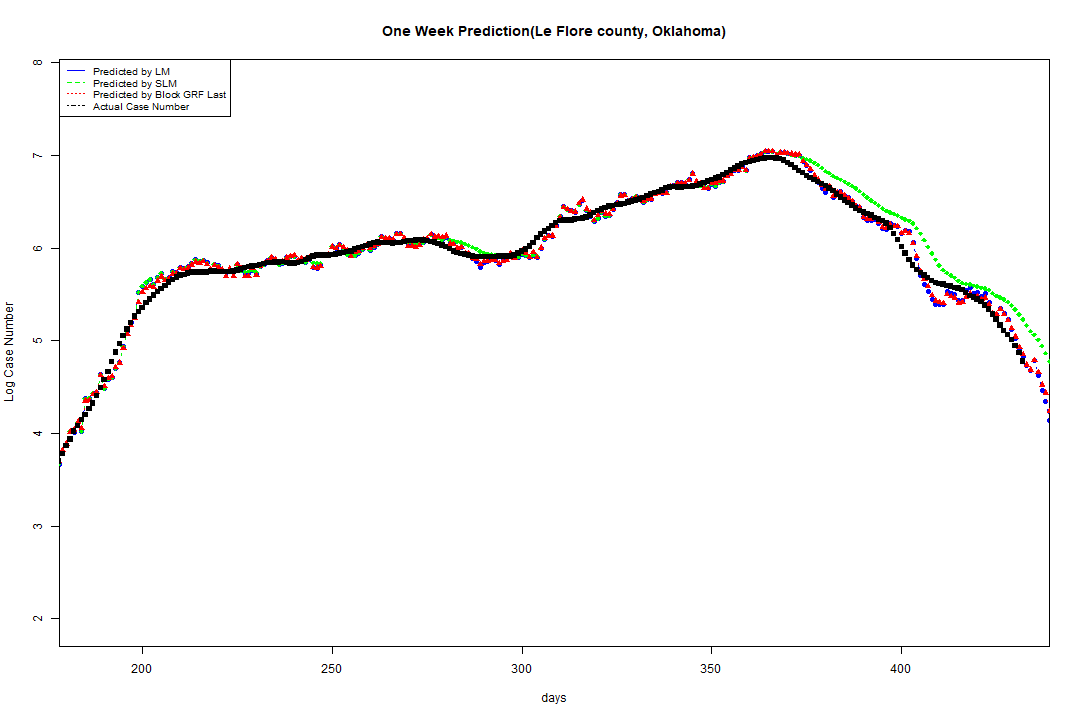 One Week Prediction(Le Flore county, Oklahoma)
Predicted by LM
Predicted by SLM
Predicted by Block GRF Last
Actual Case Number
8
7
6
5
4
3
2
Log Case Number
200 250 300 350 400
days